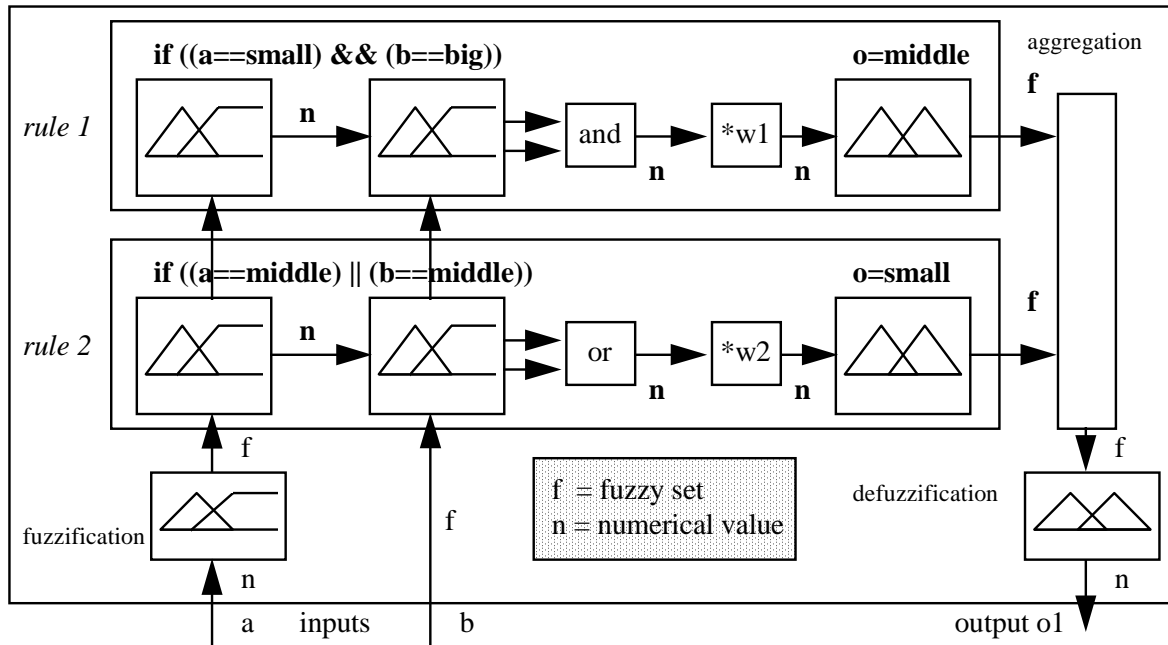 if ((a==small) && (b==big))
o=middle
aggregation
f
rule 1
n
and
*w1
n
n
if ((a==middle) || (b==middle))
o=small
f
rule 2
n
or
*w2
n
n
f
f
f = fuzzy set
n = numerical value
f
defuzzification
fuzzification
n
n
a
inputs
b
output o1